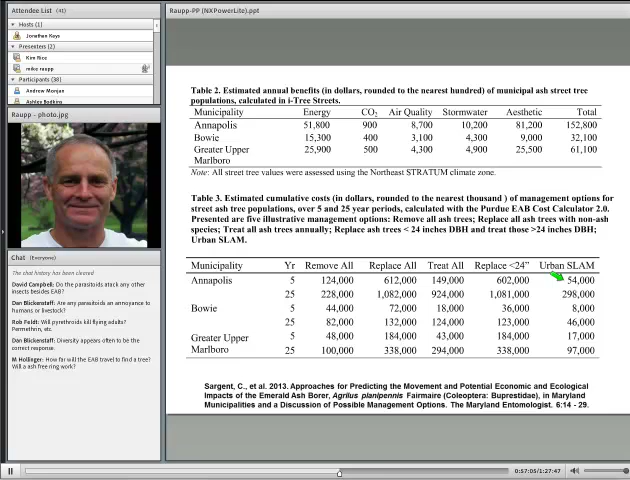 Attendee List (41)
Hosts (1)
Jonathan Kays
Presenters (2)
Kim Rice
mike raupp
Participants (38)
Andrew Monjan
Ashley Bodkins
Raupp - photo.jpg
Chat (Everyone)
The chat history has been cleared
David Campbell: Do the parasitoids attack any other
insects besides EAB?
Dan Blickenstaff: Are any parasitoids an annoyance to
humans or livestock?
Rob Feldt: Will pyrethroids kill flying adults?
Permethrin, etc.
Dan Blickenstaff: Diversity appears often to be the
correct response.
M Hollinger: How far will the EAB travel to find a tree?
Will a ash free ring work?
Raupp-PP (NXPowerLite).ppt
Table 2. Estimated annual benefits (in dollars, rounded to the nearest hundred) of municipal ash street tree
populations, calculated in i-Tree Streets.
Municipality Energy CO2 Air Quality Stormwater Aesthetic Total
Annapolis 51,800 900 8,700 10,200 81,200 152,800
Bowie 15,300 400 3,100 4,300 9,000 32,100
Greater Upper 25,900 500 4,300 4,900 25,500 61,100
Marlboro
Note: All street tree values were assessed using the Northeast STRATUM climate zone.
Table 3. Estimated cumulative costs (in dollars, rounded to the nearest thousand ) of management options for
street ash tree populations, over 5 and 25 year periods, calculated with the Purdue EAB Cost Calculator 2.0.
Presented are five illustrative management options: Remove all ash trees; Replace all ash trees with non-ash
species; Treat all ash trees annually; Replace ash trees < 24 inches DBH and treat those >24 inches DBH;
Urban SLAM.
Municipality Yr Remove All Replace All Treat All Replace <24” Urban SLAM
Annapolis 5 124,000 612,000 149,000 602,000 54,000
25 228,000 1,082,000 924,000 1,081,000 298,000
Bowie 5 44,000 72,000 18,000 36,000 8,000
25 82,000 132,000 124,000 123,000 46,000
Greater Upper 5 48,000 184,000 43,000 184,000 17,000
Marlboro 25 100,000 338,000 294,000 338,000 97,000
Sargent, C., et al. 2013. Approaches for Predicting the Movement and Potential Economic and Ecological
Impacts of the Emerald Ash Borer, Agrilus planipennis Fairmaire (Coleoptera: Buprestidae), in Maryland
Municipalities and a Discussion of Possible Management Options. The Maryland Entomologist. 6:14 - 29.
0:57:05/1:27:47